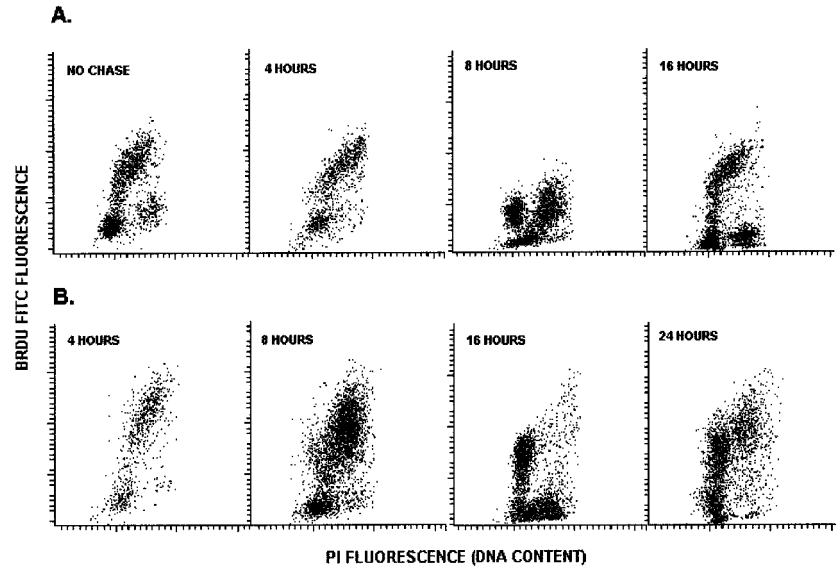 A.
NO CHASE
4 HOURS
8 HOURS
16 HOURS
BRDU FITC FLUORESCENCE
B.
4 HOURS
8 HOURS
16 HOURS
24 HOURS
PI FLUORESCENCE (DNA CONTENT)